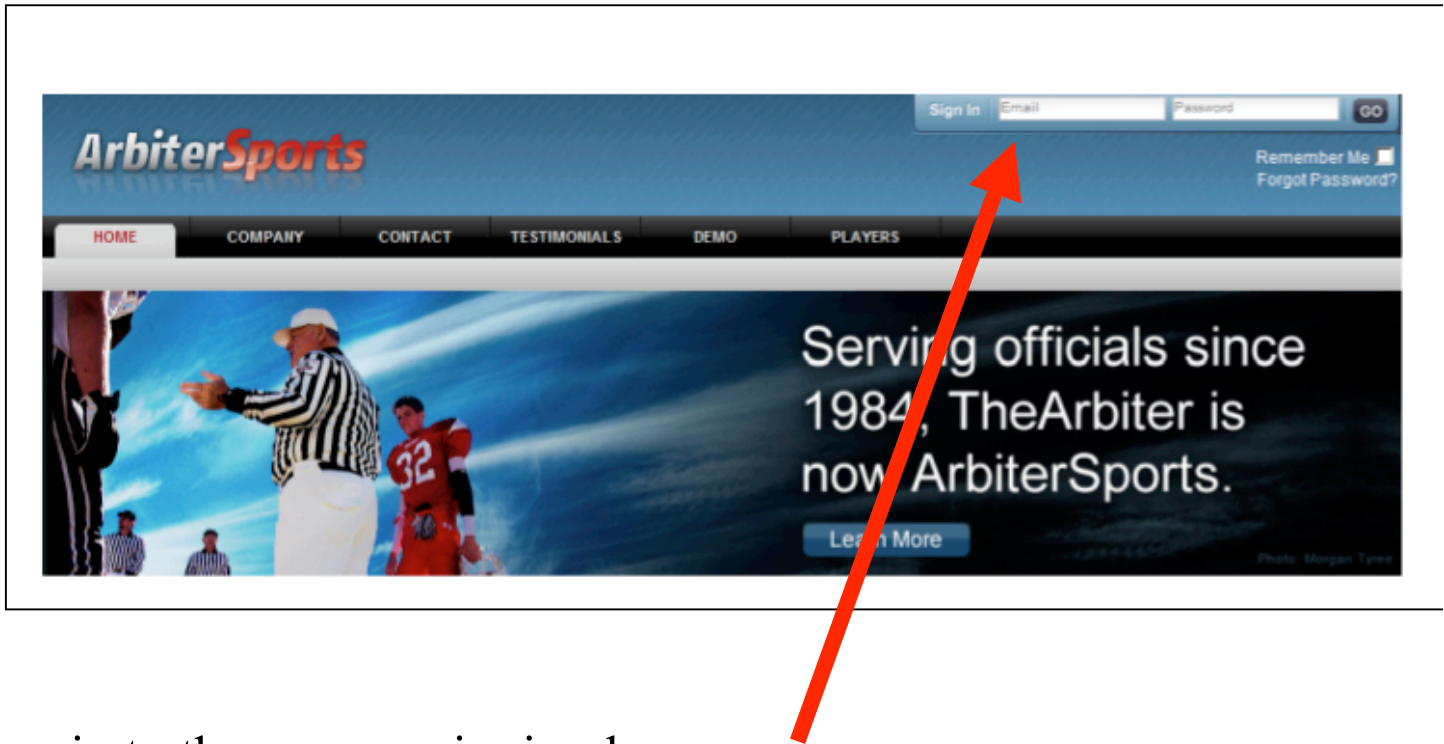 Sign In Email Password GO
ArbiterSports
Remember Me
Forgot Password?
HOME COMPANY CONTACT TESTIMONIALS DEMO PLAYERS
32
Serving officials since
1984, TheArbiter is
now ArbiterSports.
Learn More
Photo: Morgan Tyree